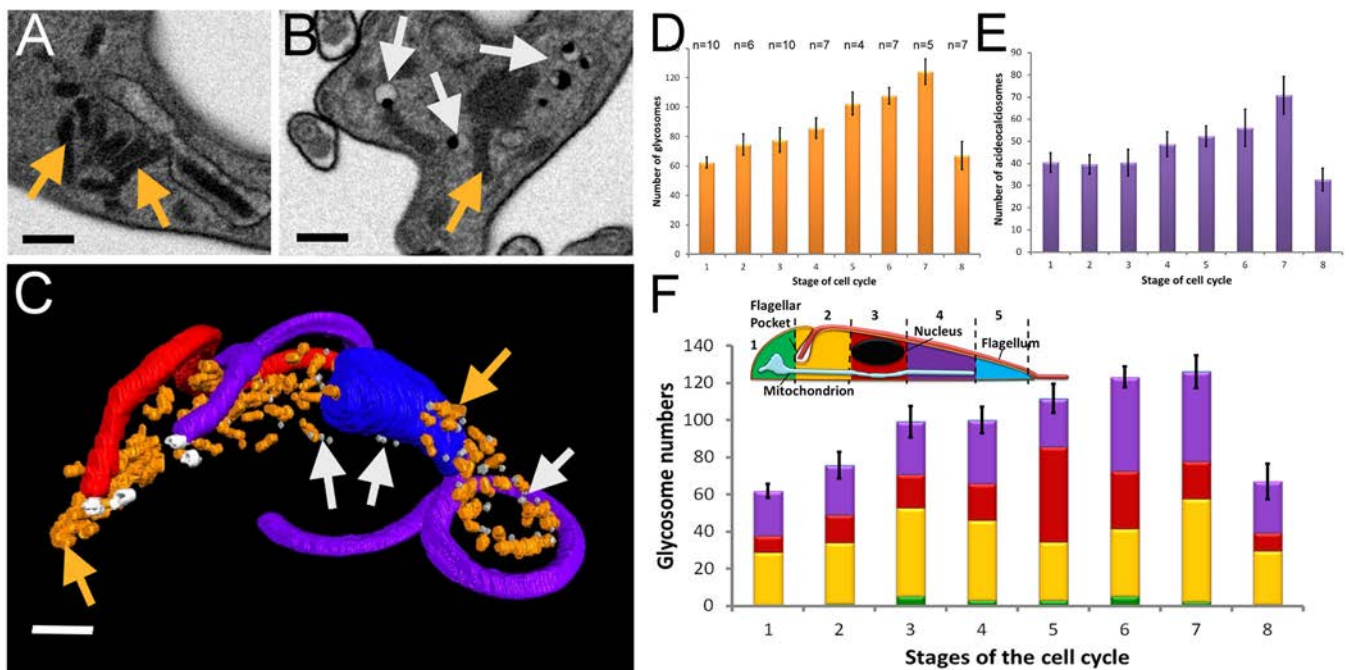 A
B
C
D
n=10 n=6 n=10 n=7 n=4 n=7 n=5 n=7
Number of glycosomes
140
120
100
80
60
40
20
0
1 2 3 4 5 6 7 8
Stage of cell cycle
E
Number of acideocalciosomes
90
80
70
60
50
40
30
20
10
0
1 2 3 4 5 6 7 8
Stage of cell cycle
F
Flagellar
Pocket
1
2 3 4 5
Nucleus
Flagellum
Mitochondrion
Glycosome numbers
140
120
100
80
60
40
20
0
1 2 3 4 5 6 7 8
Stages of the cell cycle